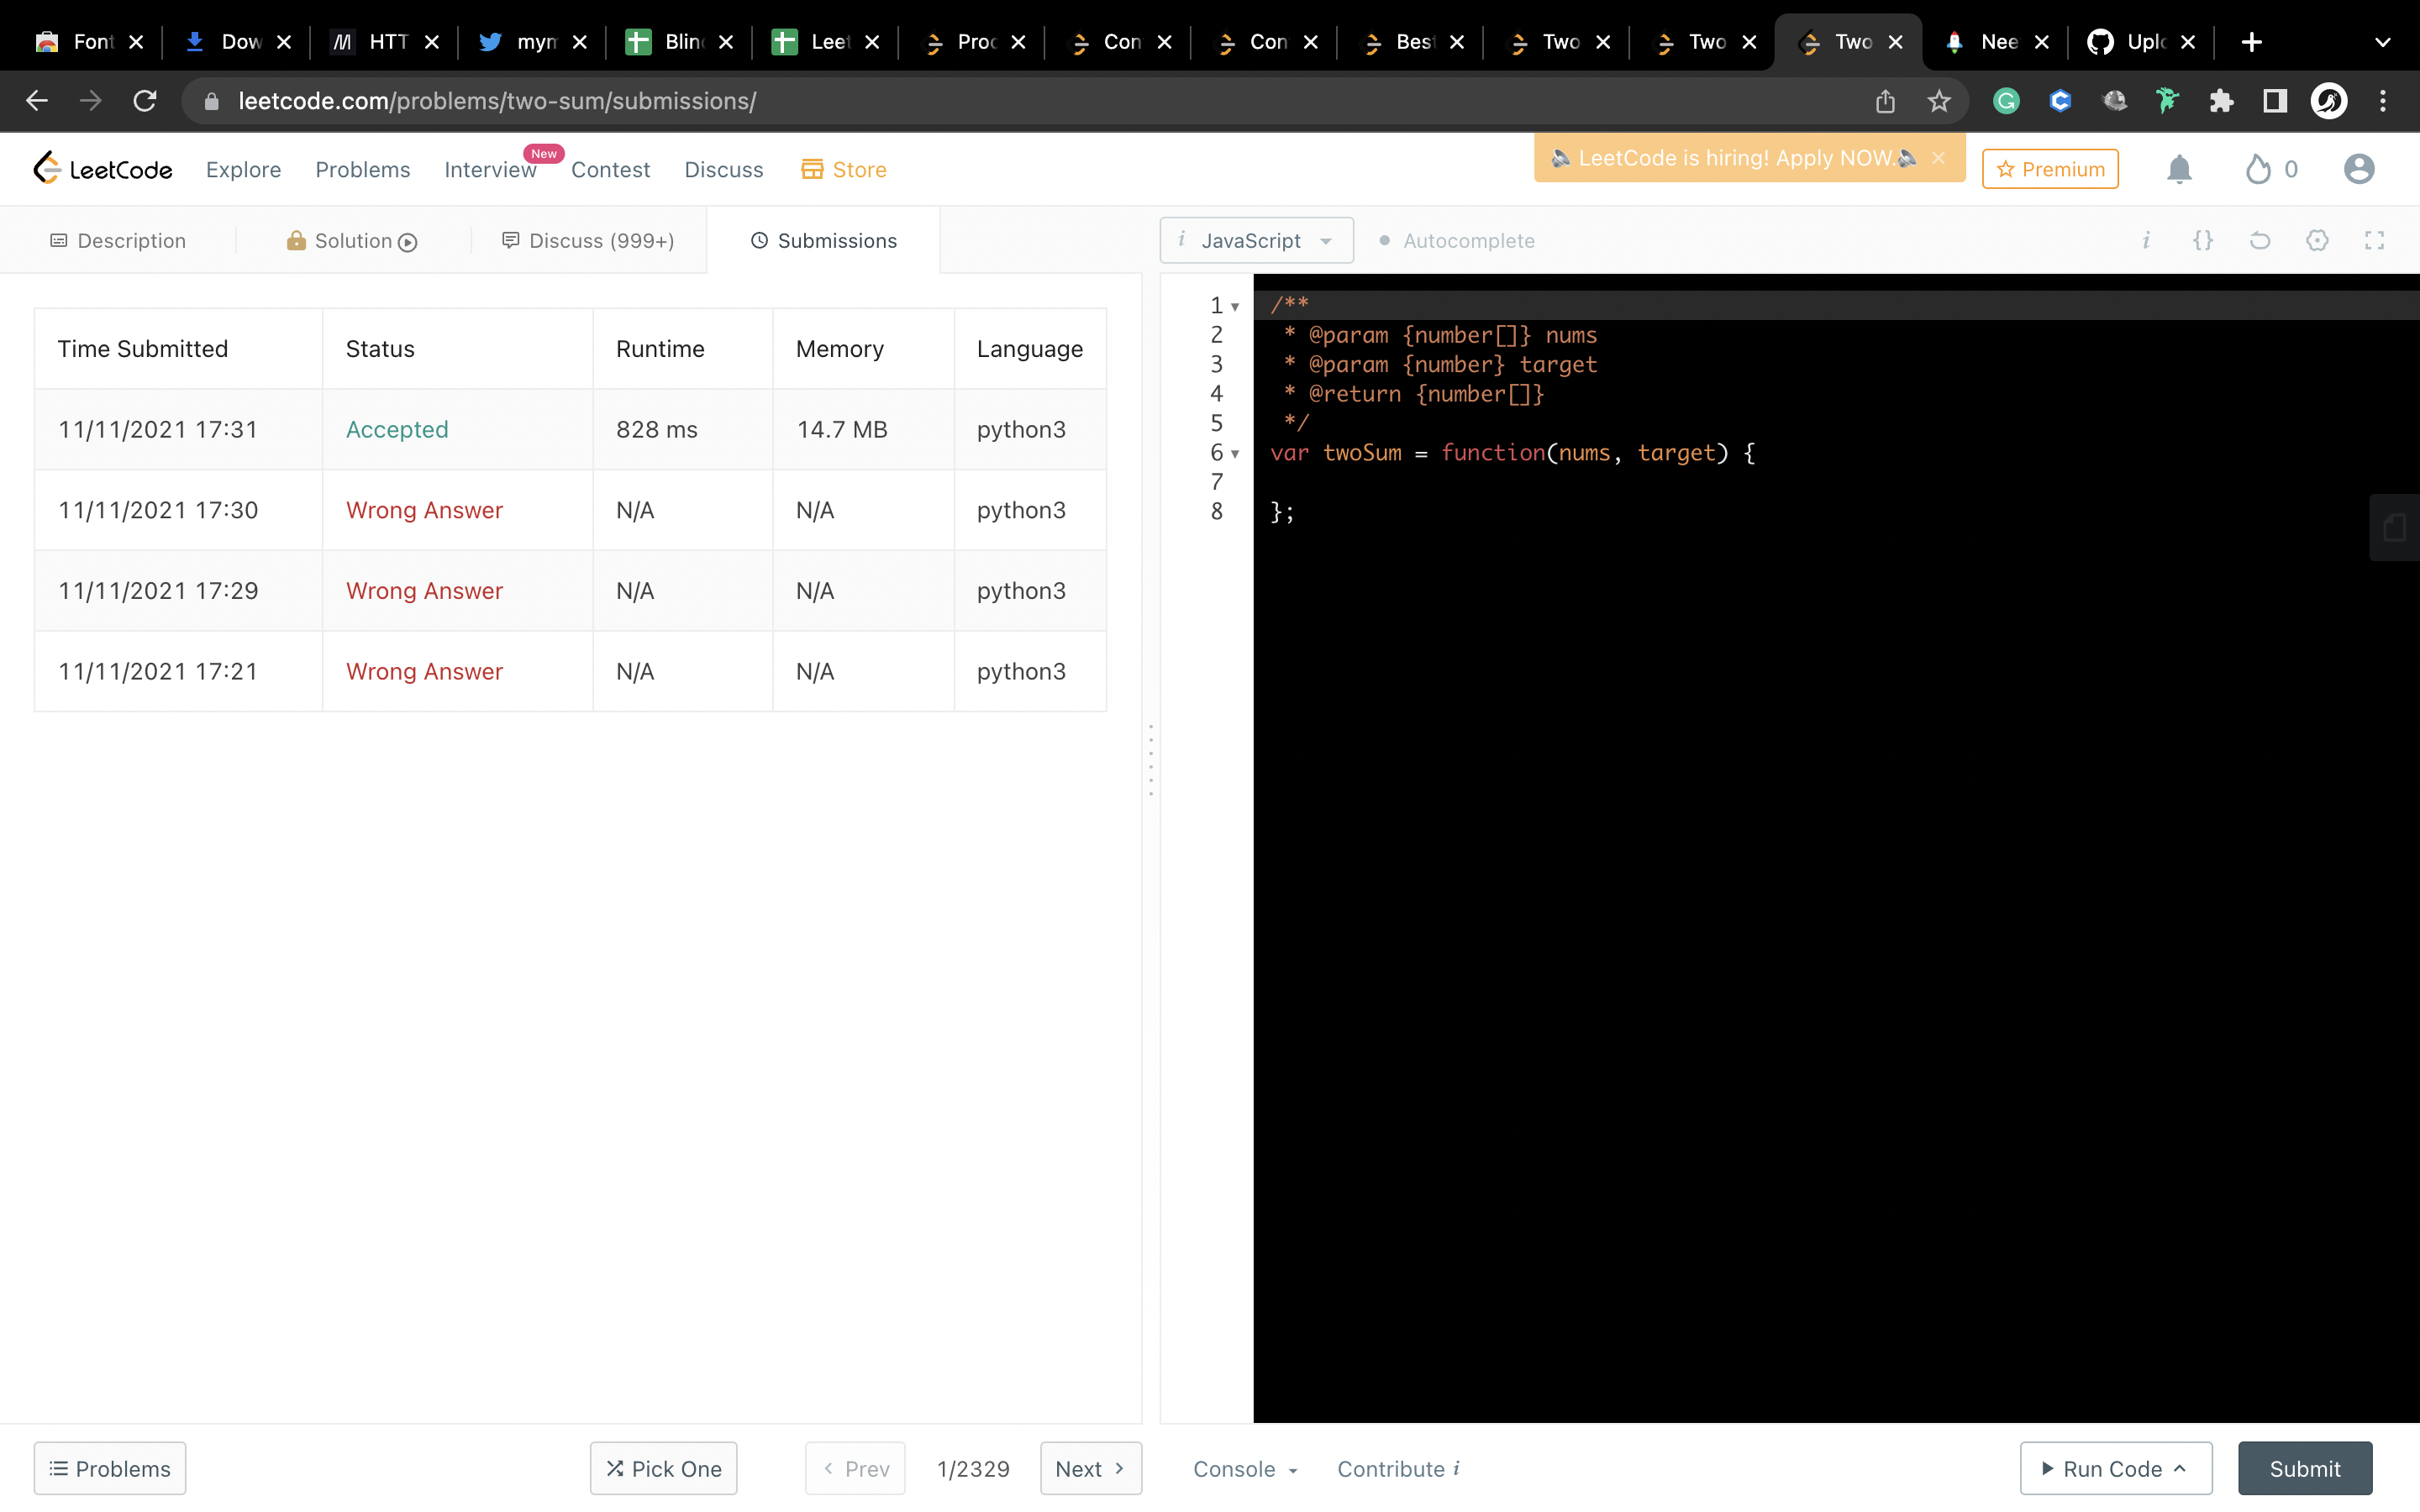 Font Dow HTT mym Blin Leet Proc Con Con Best Two Two Two Nee Uplo
leetcode.com/problems/two-sum/submissions/
LeetCode Explore Problems Interview New Contest Discuss Store LeetCode is hiring! Apply NOW. Premium 0
Description Solution Discuss (999+) Submissions JavaScript Autocomplete
Time Submitted Status Runtime Memory Language
11/11/2021 17:31 Accepted 828 ms 14.7 MB python3
11/11/2021 17:30 Wrong Answer N/A N/A python3
11/11/2021 17:29 Wrong Answer N/A N/A python3
11/11/2021 17:21 Wrong Answer N/A N/A python3
1 /**
2 * @param {number[]} nums
3 * @param {number} target
4 * @return {number[]}
5 */
6 var twoSum = function(nums, target) {
7
8 };
Problems Pick One Prev 1/2329 Next Console Contribute i Run Code Submit